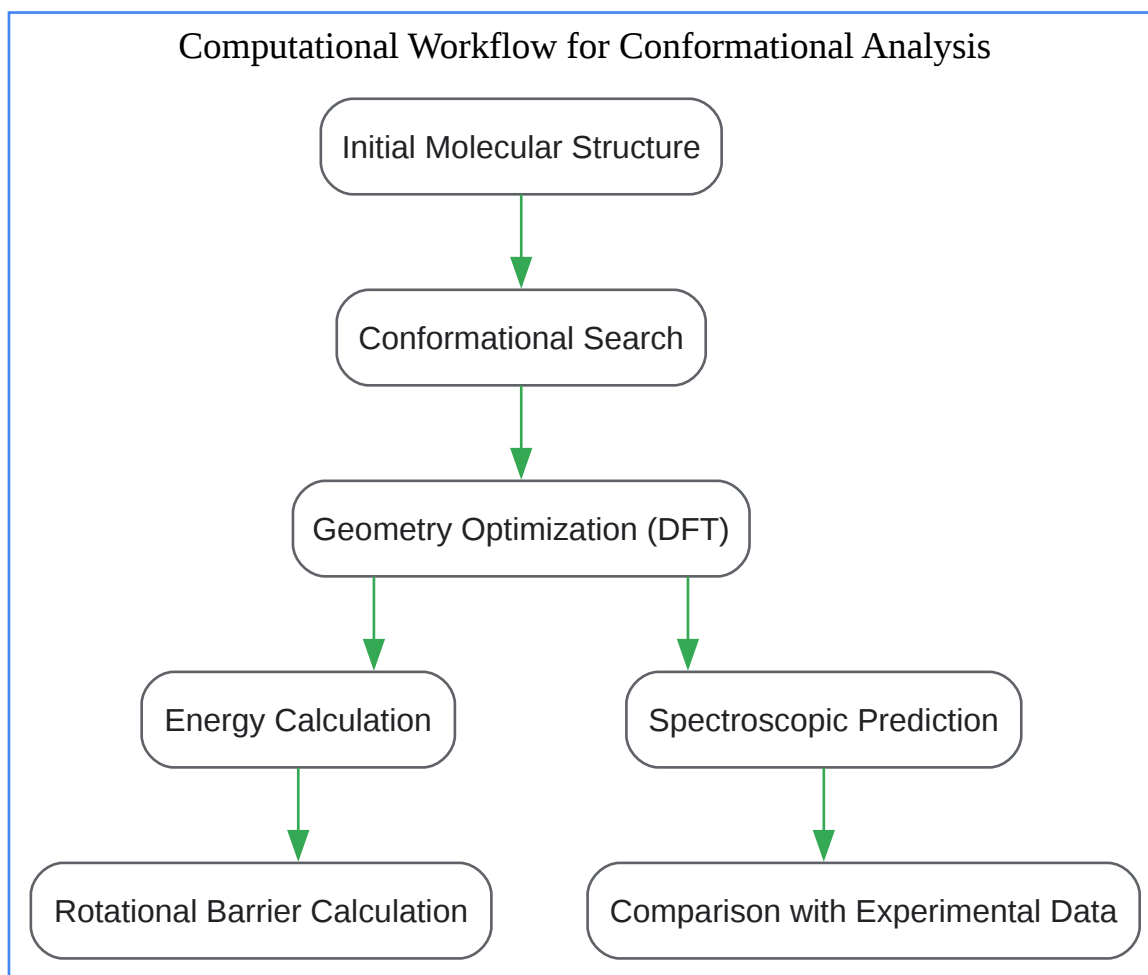 Computational Workflow for Conformational Analysis
Initial Molecular Structure
Conformational Search
Geometry Optimization (DFT)
Energy Calculation
Spectroscopic Prediction
Rotational Barrier Calculation
Comparison with Experimental Data